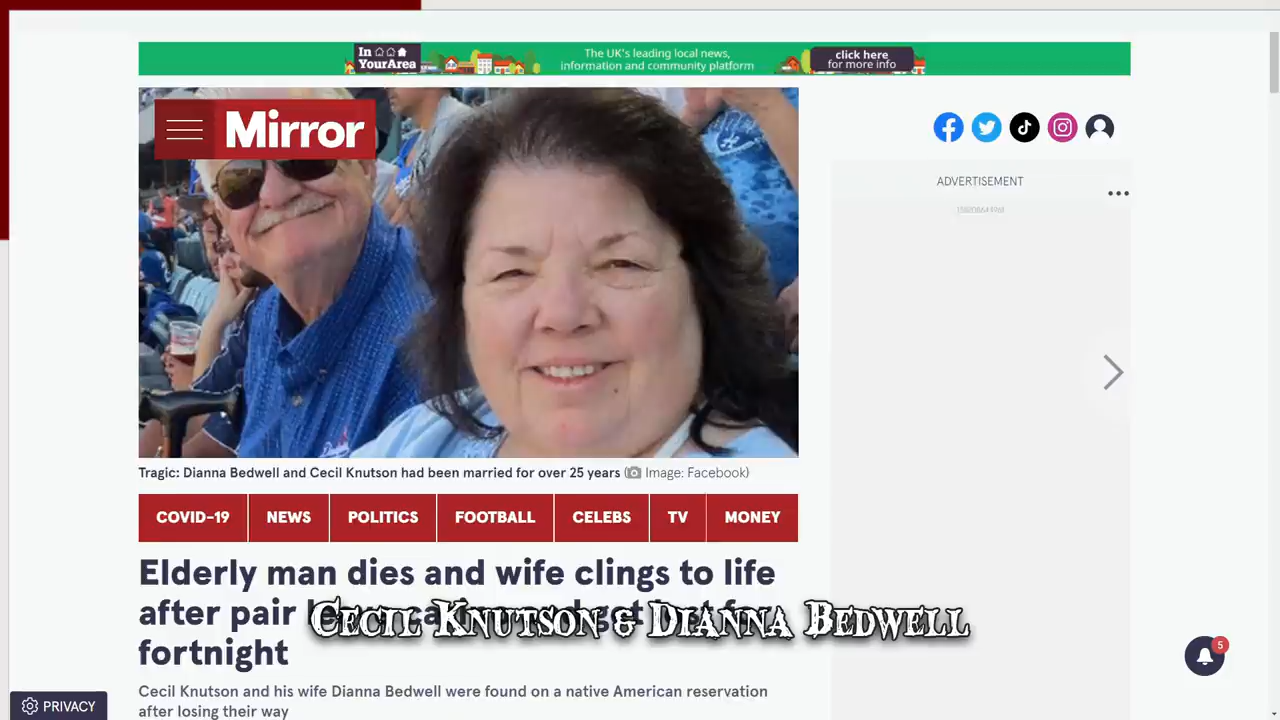 In
YourArea
The UK's leading local news,
information and community platform
click here
for more info
Mirror
ADVERTISEMENT
Tragic: Dianna Bedwell and Cecil Knutson had been married for over 25 years (Image: Facebook)
COVID-19 NEWS POLITICS FOOTBALL CELEBS TV MONEY
Elderly man dies and wife clings to life
after pair
fortnight
Cecil Knutson & Dianna Bedwell
Cecil Knutson and his wife Dianna Bedwell were found on a native American reservation
after losing their way
PRIVACY
5